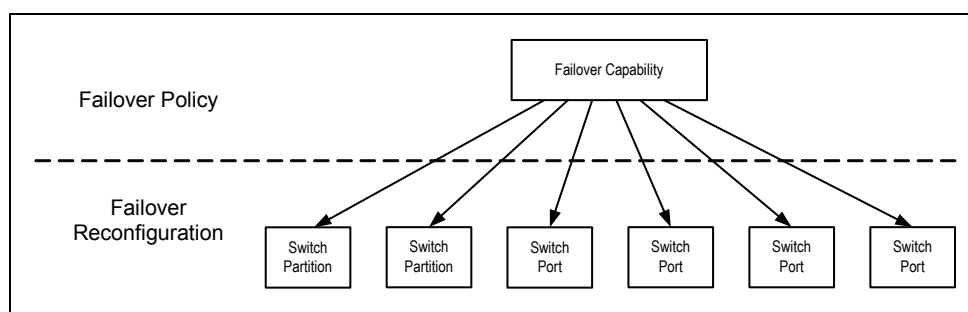 Failover Capability
Failover Policy
Failover
Reconfiguration
Switch
Partition
Switch
Partition
Switch
Port
Switch
Port
Switch
Port
Switch
Port